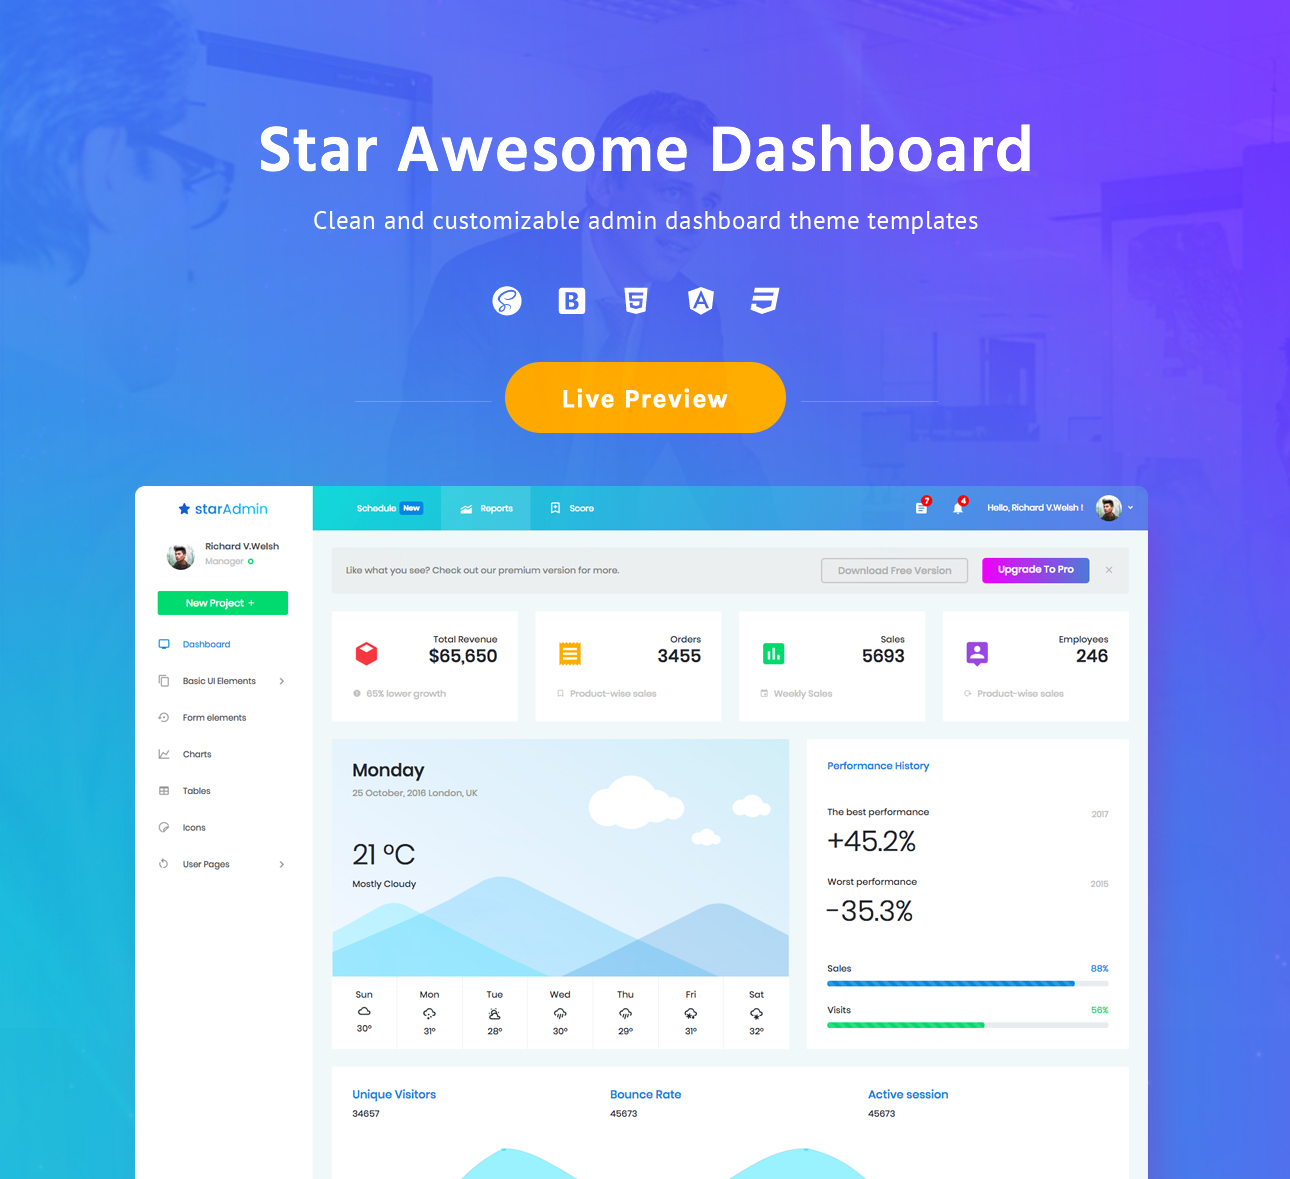 Star Awesome Dashboard
Clean and customizable admin dashboard theme templates
B 5 A
Live Preview
starAdmin
Schedule New Reports Score 7 4 Hello, Richard V.Welsh !
Richard V.Welsh
Manager
New Project +
Dashboard
Basic UI Elements
Form elements
Charts
Tables
Icons
User Pages
Like what you see? Check out our premium version for more. Download Free Version Upgrade To Pro ×
Total Revenue
$65,650
65% lower growth
Orders
3455
Product-wise sales
Sales
5693
Weekly Sales
Employees
246
Product-wise sales
Monday
25 October, 2016 London, UK
21 °C
Mostly Cloudy
Sun Mon Tue Wed Thu Fri Sat
30° 31° 28° 30° 29° 31° 32°
Performance History
The best performance 2017
+45.2%
Worst performance 2015
-35.3%
Sales 88%
Visits 56%
Unique Visitors Bounce Rate Active session
34657 45673 45673